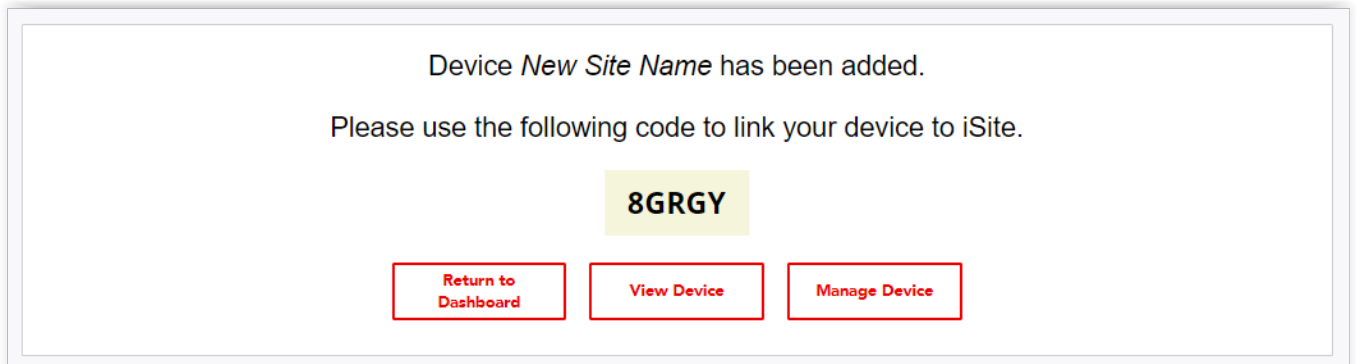 Device New Site Name has been added.
Please use the following code to link your device to iSite.
8GRGY
Return to
Dashboard
View Device
Manage Device